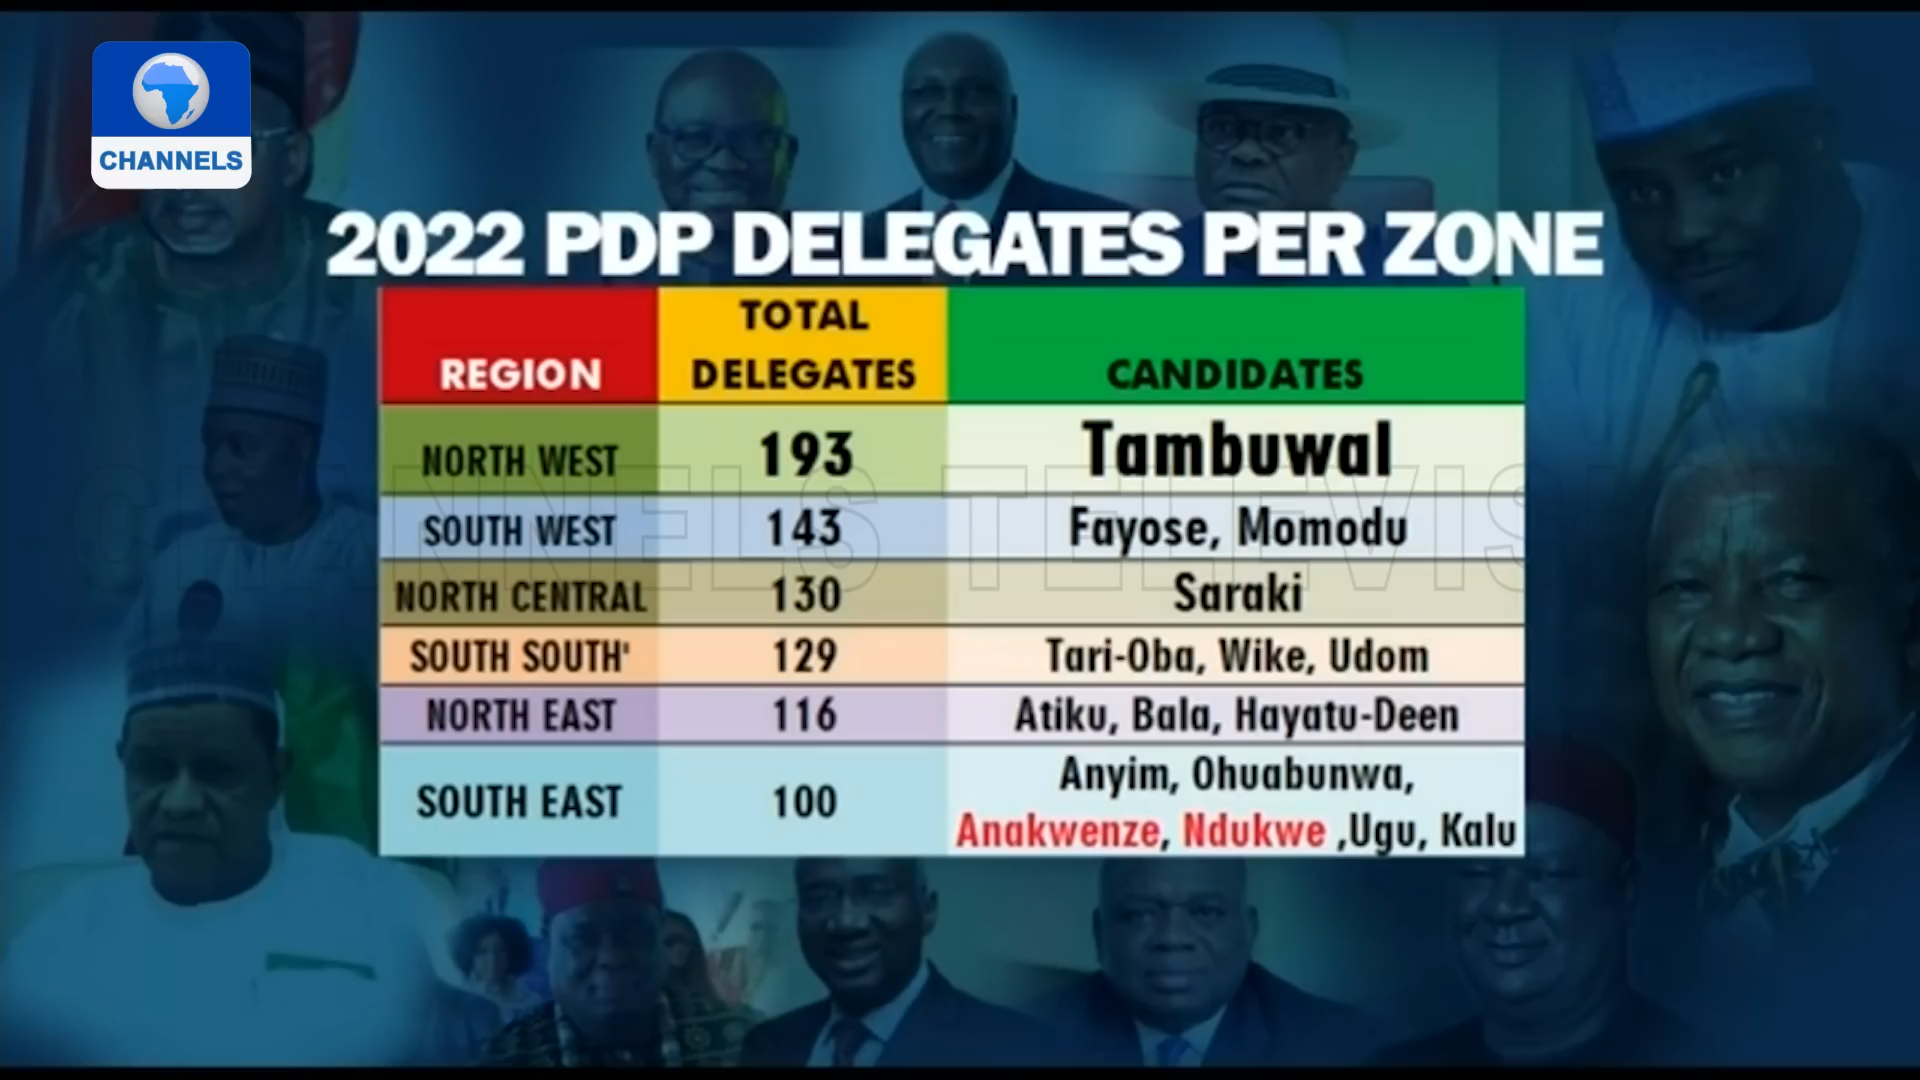 CHANNELS
2022 PDP DELEGATES PER ZONE
REGION TOTAL DELEGATES CANDIDATES
NORTH WEST 193 Tambuwal
SOUTH WEST 143 Fayose, Momodu
NORTH CENTRAL 130 Saraki
SOUTH SOUTH' 129 Tari-Oba, Wike, Udom
NORTH EAST 116 Atiku, Bala, Hayatu-Deen
SOUTH EAST 100 Anyim, Ohuabunwa,
Anakwenze, Ndukwe ,Ugu, Kalu
CHANNELS TELEVIS